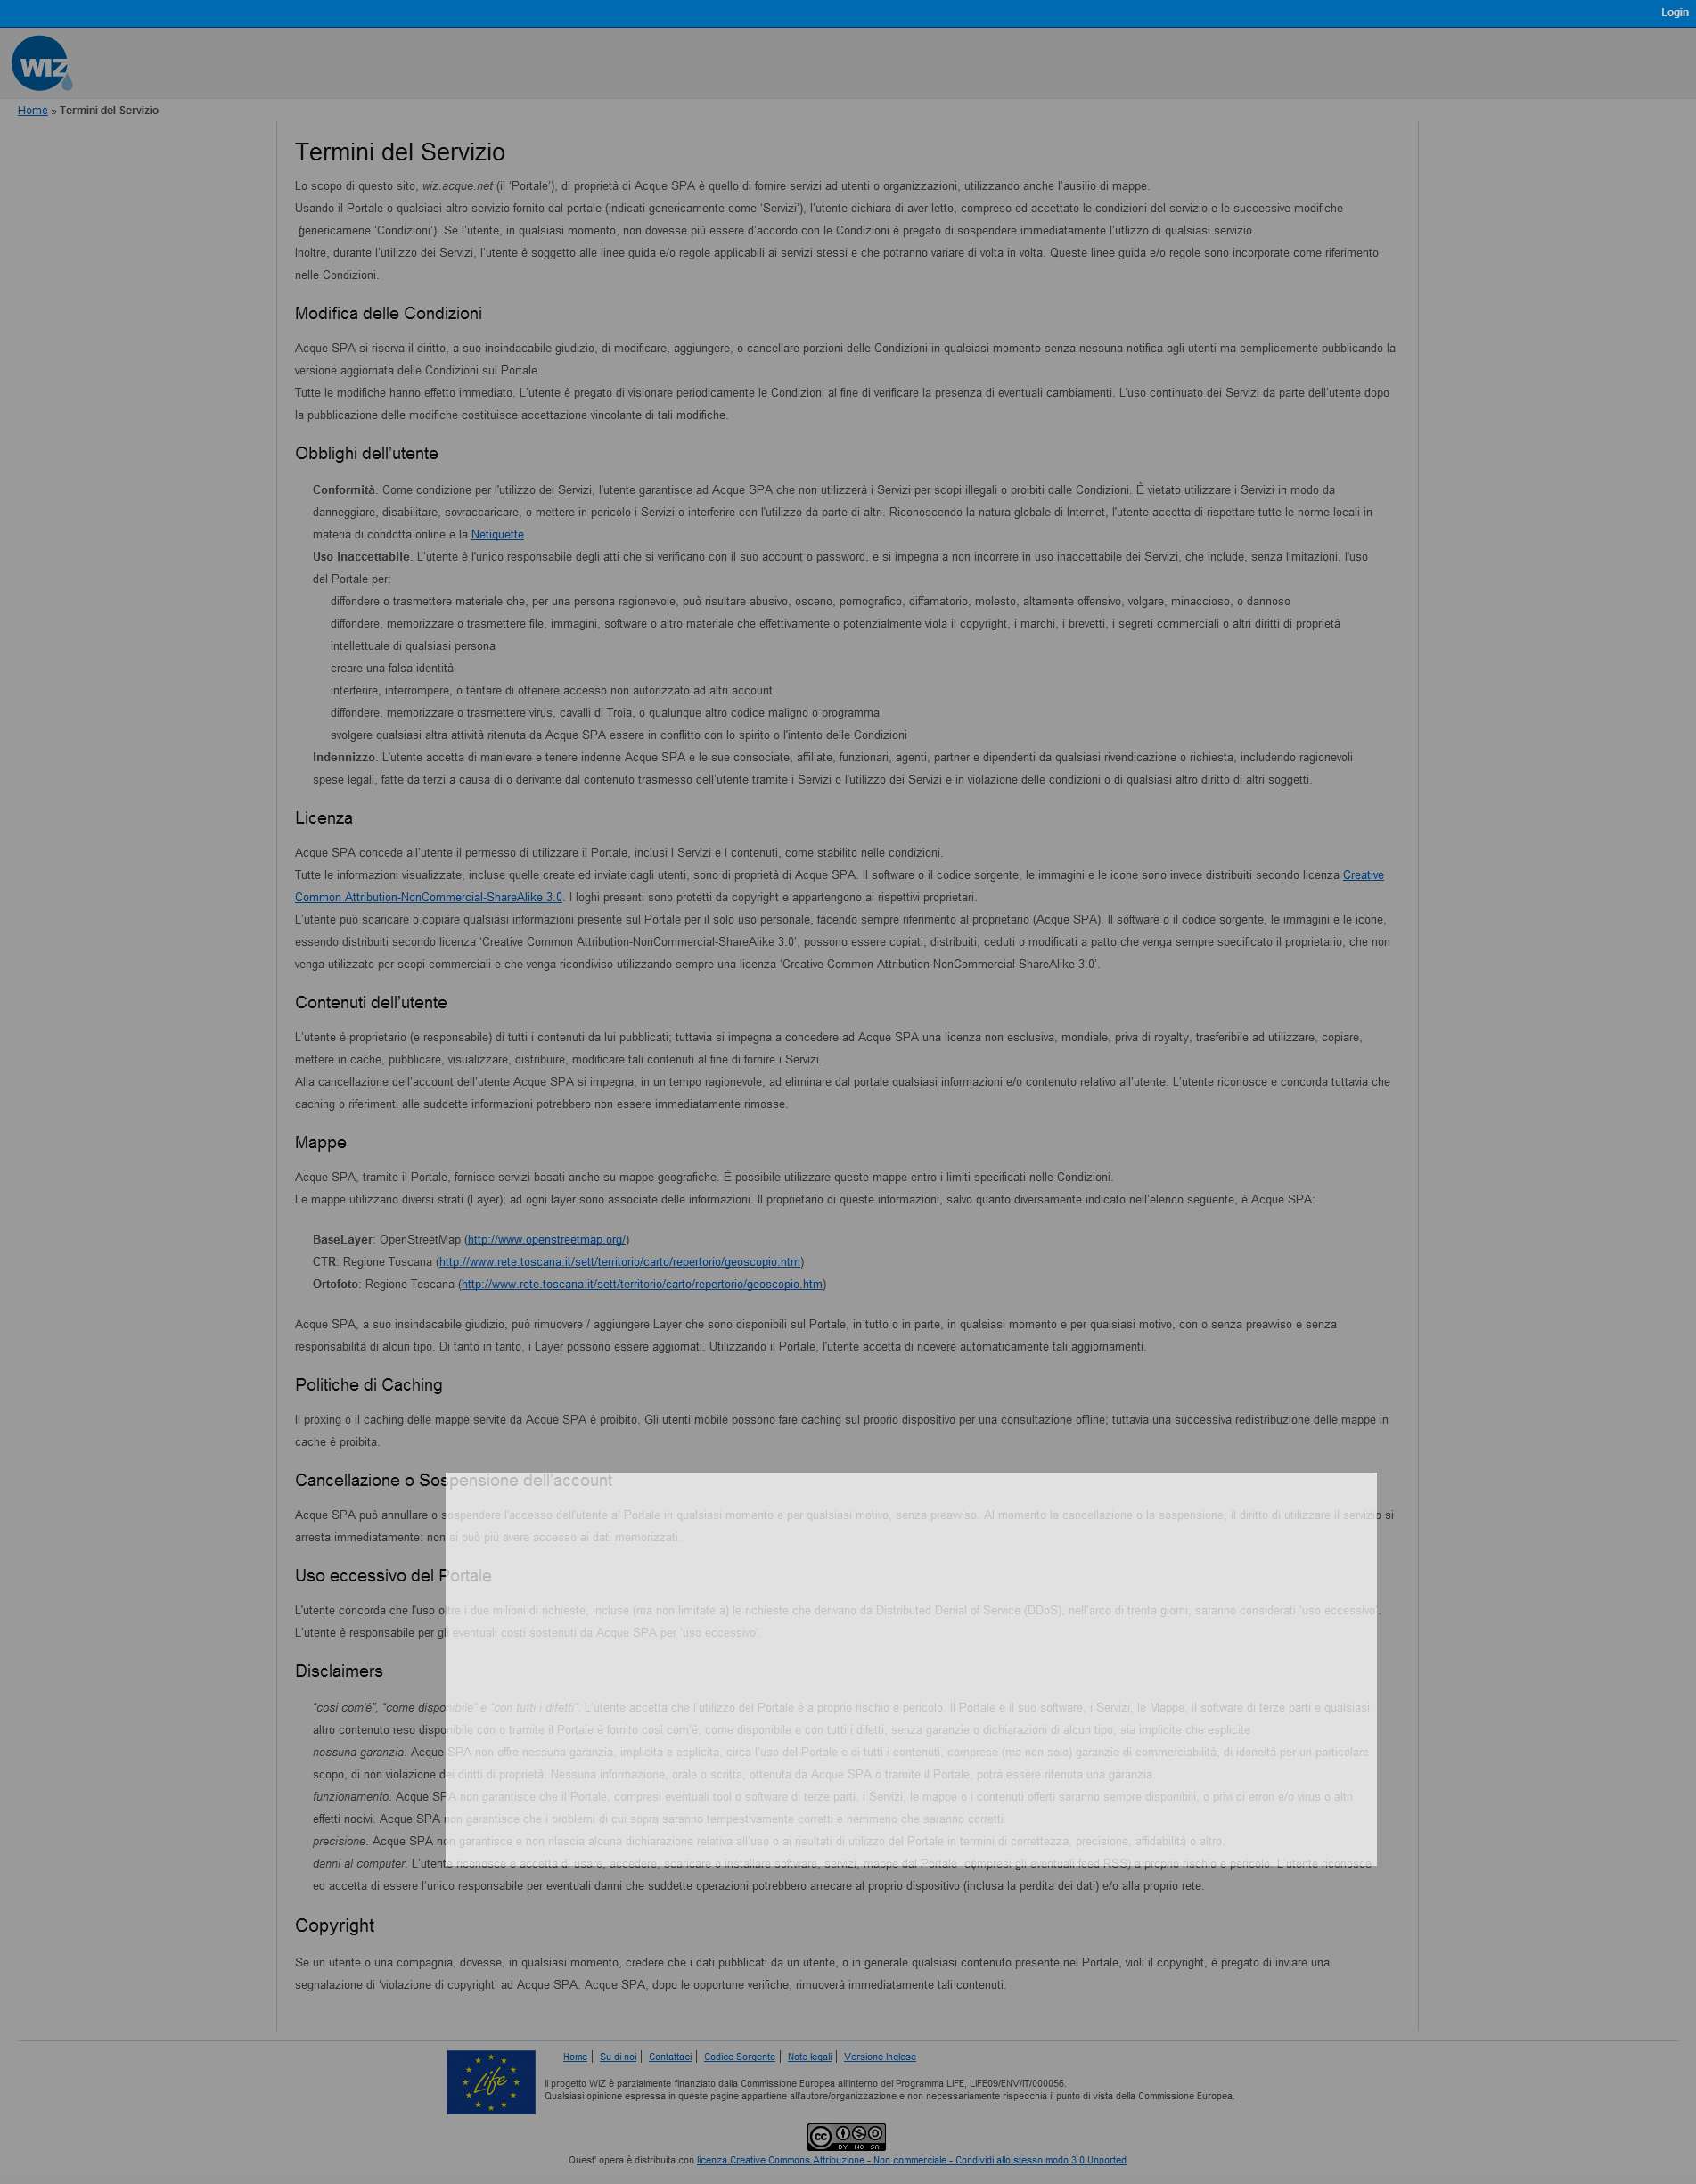 Login
WIZ
Home » Termini del Servizio
Termini del Servizio
Lo scopo di questo sito, wiz.acque.net (il ‘Portale’), di proprietà di Acque SPA è quello di fornire servizi ad utenti o organizzazioni, utilizzando anche l’ausilio di mappe.
Usando il Portale o qualsiasi altro servizio fornito dal portale (indicati genericamente come ‘Servizi’), l’utente dichiara di aver letto, compreso ed accettato le condizioni del servizio e le successive modifiche
(genericamene ‘Condizioni’). Se l’utente, in qualsiasi momento, non dovesse più essere d’accordo con le Condizioni è pregato di sospendere immediatamente l’utlizzo di qualsiasi servizio.
Inoltre, durante l’utilizzo dei Servizi, l’utente è soggetto alle linee guida e/o regole applicabili ai servizi stessi e che potranno variare di volta in volta. Queste linee guida e/o regole sono incorporate come riferimento
nelle Condizioni.
Modifica delle Condizioni
Acque SPA si riserva il diritto, a suo insindacabile giudizio, di modificare, aggiungere, o cancellare porzioni delle Condizioni in qualsiasi momento senza nessuna notifica agli utenti ma semplicemente pubblicando la
versione aggiornata delle Condizioni sul Portale.
Tutte le modifiche hanno effetto immediato. L’utente è pregato di visionare periodicamente le Condizioni al fine di verificare la presenza di eventuali cambiamenti. L’uso continuato dei Servizi da parte dell’utente dopo
la pubblicazione delle modifiche costituisce accettazione vincolante di tali modifiche.
Obblighi dell’utente
Conformità. Come condizione per l'utilizzo dei Servizi, l'utente garantisce ad Acque SPA che non utilizzerà i Servizi per scopi illegali o proibiti dalle Condizioni. È vietato utilizzare i Servizi in modo da
danneggiare, disabilitare, sovraccaricare, o mettere in pericolo i Servizi o interferire con l'utilizzo da parte di altri. Riconoscendo la natura globale di Internet, l'utente accetta di rispettare tutte le norme locali in
materia di condotta online e la Netiquette
Uso inaccettabile. L’utente è l'unico responsabile degli atti che si verificano con il suo account o password, e si impegna a non incorrere in uso inaccettabile dei Servizi, che include, senza limitazioni, l'uso
del Portale per:
diffondere o trasmettere materiale che, per una persona ragionevole, può risultare abusivo, osceno, pornografico, diffamatorio, molesto, altamente offensivo, volgare, minaccioso, o dannoso
diffondere, memorizzare o trasmettere file, immagini, software o altro materiale che effettivamente o potenzialmente viola il copyright, i marchi, i brevetti, i segreti commerciali o altri diritti di proprietà
intellettuale di qualsiasi persona
creare una falsa identità
interferire, interrompere, o tentare di ottenere accesso non autorizzato ad altri account
diffondere, memorizzare o trasmettere virus, cavalli di Troia, o qualunque altro codice maligno o programma
svolgere qualsiasi altra attività ritenuta da Acque SPA essere in conflitto con lo spirito o l'intento delle Condizioni
Indennizzo. L'utente accetta di manlevare e tenere indenne Acque SPA e le sue consociate, affiliate, funzionari, agenti, partner e dipendenti da qualsiasi rivendicazione o richiesta, includendo ragionevoli
spese legali, fatte da terzi a causa di o derivante dal contenuto trasmesso dell’utente tramite i Servizi o l'utilizzo dei Servizi e in violazione delle condizioni o di qualsiasi altro diritto di altri soggetti.
Licenza
Acque SPA concede all’utente il permesso di utilizzare il Portale, inclusi I Servizi e I contenuti, come stabilito nelle condizioni.
Tutte le informazioni visualizzate, incluse quelle create ed inviate dagli utenti, sono di proprietà di Acque SPA. Il software o il codice sorgente, le immagini e le icone sono invece distribuiti secondo licenza Creative
Common Attribution-NonCommercial-ShareAlike 3.0. I loghi presenti sono protetti da copyright e appartengono ai rispettivi proprietari.
L’utente può scaricare o copiare qualsiasi informazioni presente sul Portale per il solo uso personale, facendo sempre riferimento al proprietario (Acque SPA). Il software o il codice sorgente, le immagini e le icone,
essendo distribuiti secondo licenza ‘Creative Common Attribution-NonCommercial-ShareAlike 3.0’, possono essere copiati, distribuiti, ceduti o modificati a patto che venga sempre specificato il proprietario, che non
venga utilizzato per scopi commerciali e che venga ricondiviso utilizzando sempre una licenza ‘Creative Common Attribution-NonCommercial-ShareAlike 3.0’.
Contenuti dell’utente
L’utente è proprietario (e responsabile) di tutti i contenuti da lui pubblicati; tuttavia si impegna a concedere ad Acque SPA una licenza non esclusiva, mondiale, priva di royalty, trasferibile ad utilizzare, copiare,
mettere in cache, pubblicare, visualizzare, distribuire, modificare tali contenuti al fine di fornire i Servizi.
Alla cancellazione dell’account dell’utente Acque SPA si impegna, in un tempo ragionevole, ad eliminare dal portale qualsiasi informazioni e/o contenuto relativo all’utente. L’utente riconosce e concorda tuttavia che
caching o riferimenti alle suddette informazioni potrebbero non essere immediatamente rimosse.
Mappe
Acque SPA, tramite il Portale, fornisce servizi basati anche su mappe geografiche. È possibile utilizzare queste mappe entro i limiti specificati nelle Condizioni.
Le mappe utilizzano diversi strati (Layer); ad ogni layer sono associate delle informazioni. Il proprietario di queste informazioni, salvo quanto diversamente indicato nell’elenco seguente, è Acque SPA:
BaseLayer: OpenStreetMap (http://www.openstreetmap.org/)
CTR: Regione Toscana (http://www.rete.toscana.it/sett/territorio/carto/repertorio/geoscopio.htm)
Ortofoto: Regione Toscana (http://www.rete.toscana.it/sett/territorio/carto/repertorio/geoscopio.htm)
Acque SPA, a suo insindacabile giudizio, può rimuovere / aggiungere Layer che sono disponibili sul Portale, in tutto o in parte, in qualsiasi momento e per qualsiasi motivo, con o senza preavviso e senza
responsabilità di alcun tipo. Di tanto in tanto, i Layer possono essere aggiornati. Utilizzando il Portale, l'utente accetta di ricevere automaticamente tali aggiornamenti.
Politiche di Caching
Il proxing o il caching delle mappe servite da Acque SPA è proibito. Gli utenti mobile possono fare caching sul proprio dispositivo per una consultazione offline; tuttavia una successiva redistribuzione delle mappe in
cache è proibita.
Cancellazione o Sospensione dell’account
Acque SPA può annullare o sospendere l'accesso dell'utente al Portale in qualsiasi momento e per qualsiasi motivo, senza preavviso. Al momento la cancellazione o la sospensione, il diritto di utilizzare il servizio si
arresta immediatamente: non si può più avere accesso ai dati memorizzati.
Uso eccessivo del Portale
L'utente concorda che l'uso oltre i due milioni di richieste, incluse (ma non limitate a) le richieste che derivano da Distributed Denial of Service (DDoS), nell’arco di trenta giorni, saranno considerati ‘uso eccessivo’.
L’utente è responsabile per gli eventuali costi sostenuti da Acque SPA per ‘uso eccessivo’.
Disclaimers
“così com’è”, “come disponibile” e “con tutti i difetti”. L’utente accetta che l’utilizzo del Portale è a proprio rischio e pericolo. Il Portale e il suo software, i Servizi, le Mappe, il software di terze parti e qualsiasi
altro contenuto reso disponibile con o tramite il Portale è fornito così com’è, come disponibile e con tutti i difetti, senza garanzie o dichiarazioni di alcun tipo, sia implicite che esplicite.
nessuna garanzia. Acque SPA non offre nessuna garanzia, implicita e esplicita, circa l’uso del Portale e di tutti i contenuti, comprese (ma non solo) garanzie di commerciabilità, di idoneità per un particolare
scopo, di non violazione dei diritti di proprietà. Nessuna informazione, orale o scritta, ottenuta da Acque SPA o tramite il Portale, potrà essere ritenuta una garanzia.
funzionamento. Acque SPA non garantisce che il Portale, compresi eventuali tool o software di terze parti, i Servizi, le mappe o i contenuti offerti saranno sempre disponibili, o privi di errori e/o virus o altri
effetti nocivi. Acque SPA non garantisce che i problemi di cui sopra saranno tempestivamente corretti e nemmeno che saranno corretti.
precisione. Acque SPA non garantisce e non rilascia alcuna dichiarazione relativa all’uso o ai risultati di utilizzo del Portale in termini di correttezza, precisione, affidabilità o altro.
danni al computer. L’utente riconosce e accetta di usare, accedere, scaricare o installare software, servizi, mappe dal Portale (compresi gli eventuali feed RSS) a proprio rischio e pericolo. L’utente riconosce
ed accetta di essere l’unico responsabile per eventuali danni che suddette operazioni potrebbero arrecare al proprio dispositivo (inclusa la perdita dei dati) e/o alla proprio rete.
Copyright
Se un utente o una compagnia, dovesse, in qualsiasi momento, credere che i dati pubblicati da un utente, o in generale qualsiasi contenuto presente nel Portale, violi il copyright, è pregato di inviare una
segnalazione di ‘violazione di copyright’ ad Acque SPA. Acque SPA, dopo le opportune verifiche, rimuoverà immediatamente tali contenuti.
Home | Su di noi | Contattaci | Codice Sorgente | Note legali | Versione Inglese
Life
Il progetto WIZ è parzialmente finanziato dalla Commissione Europea all'interno del Programma LIFE, LIFE09/ENV/IT/000056.
Qualsiasi opinione espressa in queste pagine appartiene all'autore/organizzazione e non necessariamente rispecchia il punto di vista della Commissione Europea.
CC BY NC SA
Quest' opera è distribuita con licenza Creative Commons Attribuzione - Non commerciale - Condividi allo stesso modo 3.0 Unported